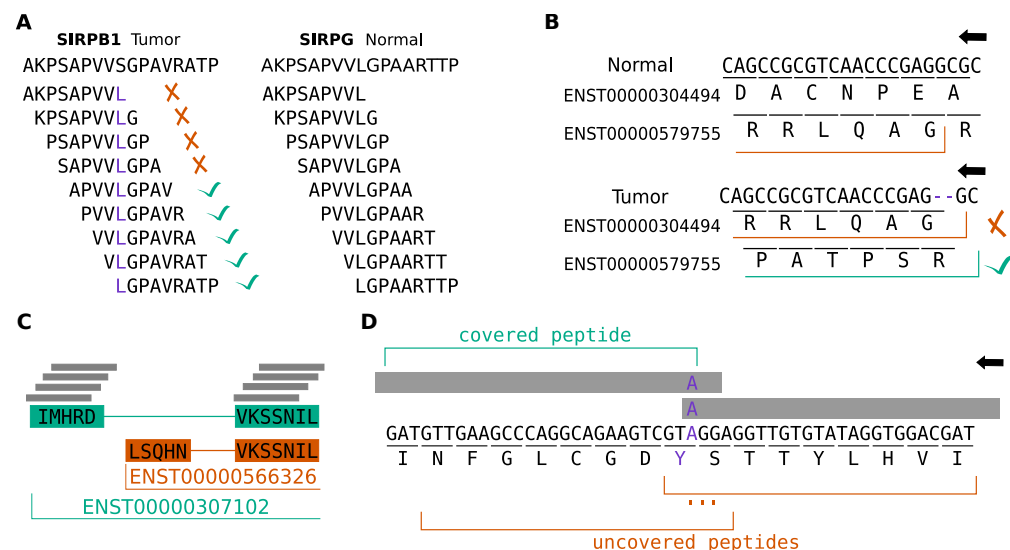 A
SIRPB1 Tumor
SIRPG Normal
AKPSAPVVSGPAVRATP
AKPSAPVVLGPAARTTP
AKPSAPVVL
AKPSAPVVL
KPSAPVVLG
KPSAPVVLG
PSAPVVLGP
PSAPVVLGP
SAPVVLGPA
SAPVVLGPA
APVVLGPAV
APVVLGPAA
PVVLGPAVR
PVVLGPAAR
VVLGPAVRA
VVLGPAART
VLGPAVRAT
VLGPAARTT
LGPAVRATP
LGPAARTTP
B
Normal
CAGCCGCGTCAACCCGAGGCGC
ENST00000304494
D A C N P E A
ENST00000579755
R R L Q A G R
Tumor
CAGCCGCGTCAACCCGAG--GC
ENST00000304494
R R L Q A G
ENST00000579755
P A T P S R
C
IMHRD
VKSSNIL
LSQHN
VKSSNIL
ENST00000566326
ENST00000307102
D
covered peptide
A
A
GATGTTGAAGCCCAGGCAGAAGTCGTAGGAGGTTGTGTATAGGTGGACGAT
I N F G L C G D Y S T T Y L H V I
uncovered peptides